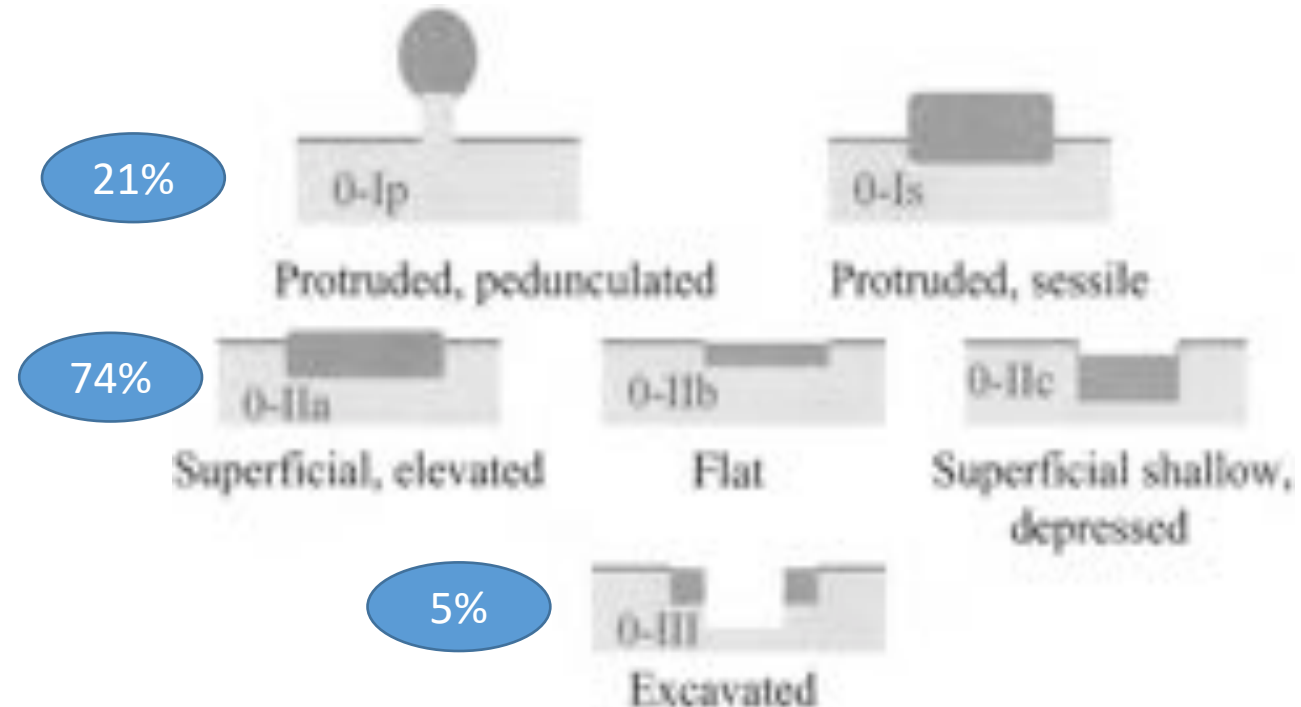 21%
0-Ip
0-Is
Protruded, pedunculated
Protruded, sessile
74%
0-IIa
0-IIb
0-IIc
Superficial, elevated
Flat
Superficial shallow,
depressed
5%
0-III
Excavated